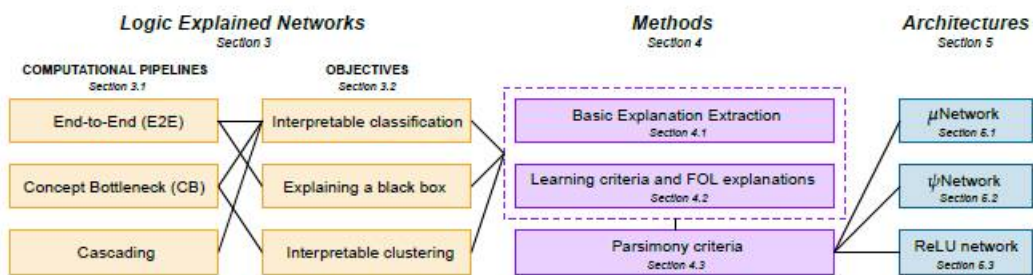 Logic Explained Networks
Section 3
COMPUTATIONAL PIPELINES
Section 3.1
End-to-End (E2E)
Concept Bottleneck (CB)
Cascading
OBJECTIVES
Section 3.2
Interpretable classification
Explaining a black box
Interpretable clustering
Methods
Section 4
Basic Explanation Extraction
Section 4.1
Learning criteria and FOL explanations
Section 4.2
Parsimony criteria
Section 4.3
Architectures
Section 5
μNetwork
Section 5.1
ψNetwork
Section 5.2
ReLU network
Section 5.3